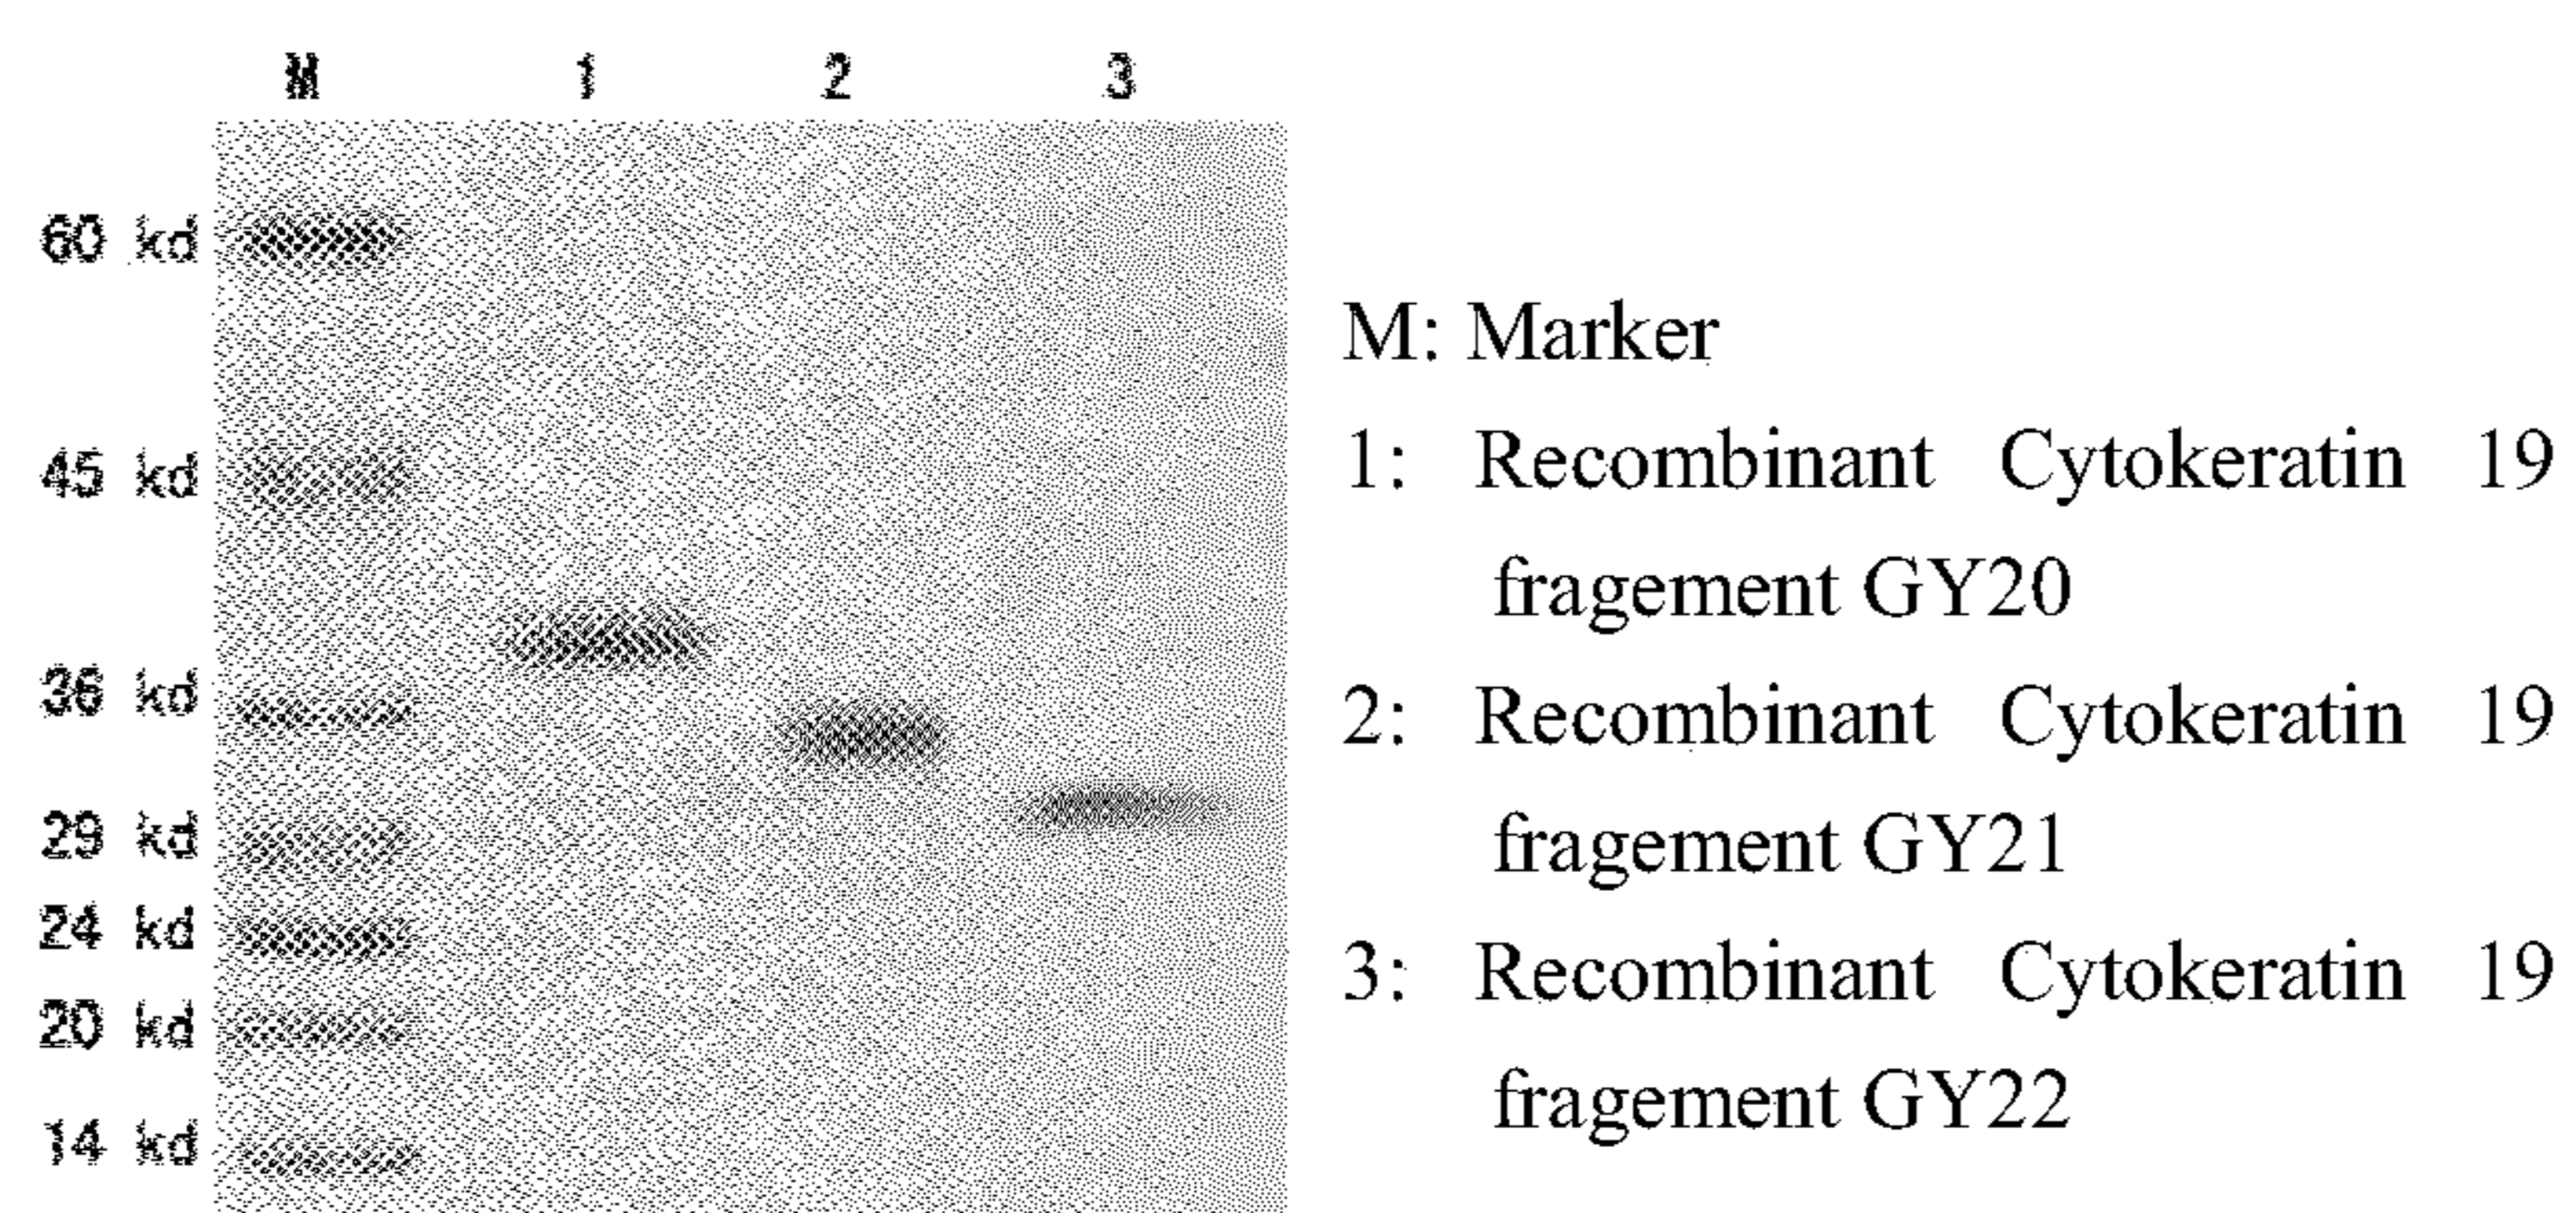 M 1 2 3
60 kd
45 kd
36 kd
29 kd
24 kd
20 kd
14 kd
M: Marker
1: Recombinant Cytokeratin 19
fragement GY20
2: Recombinant Cytokeratin 19
fragement GY21
3: Recombinant Cytokeratin 19
fragement GY22